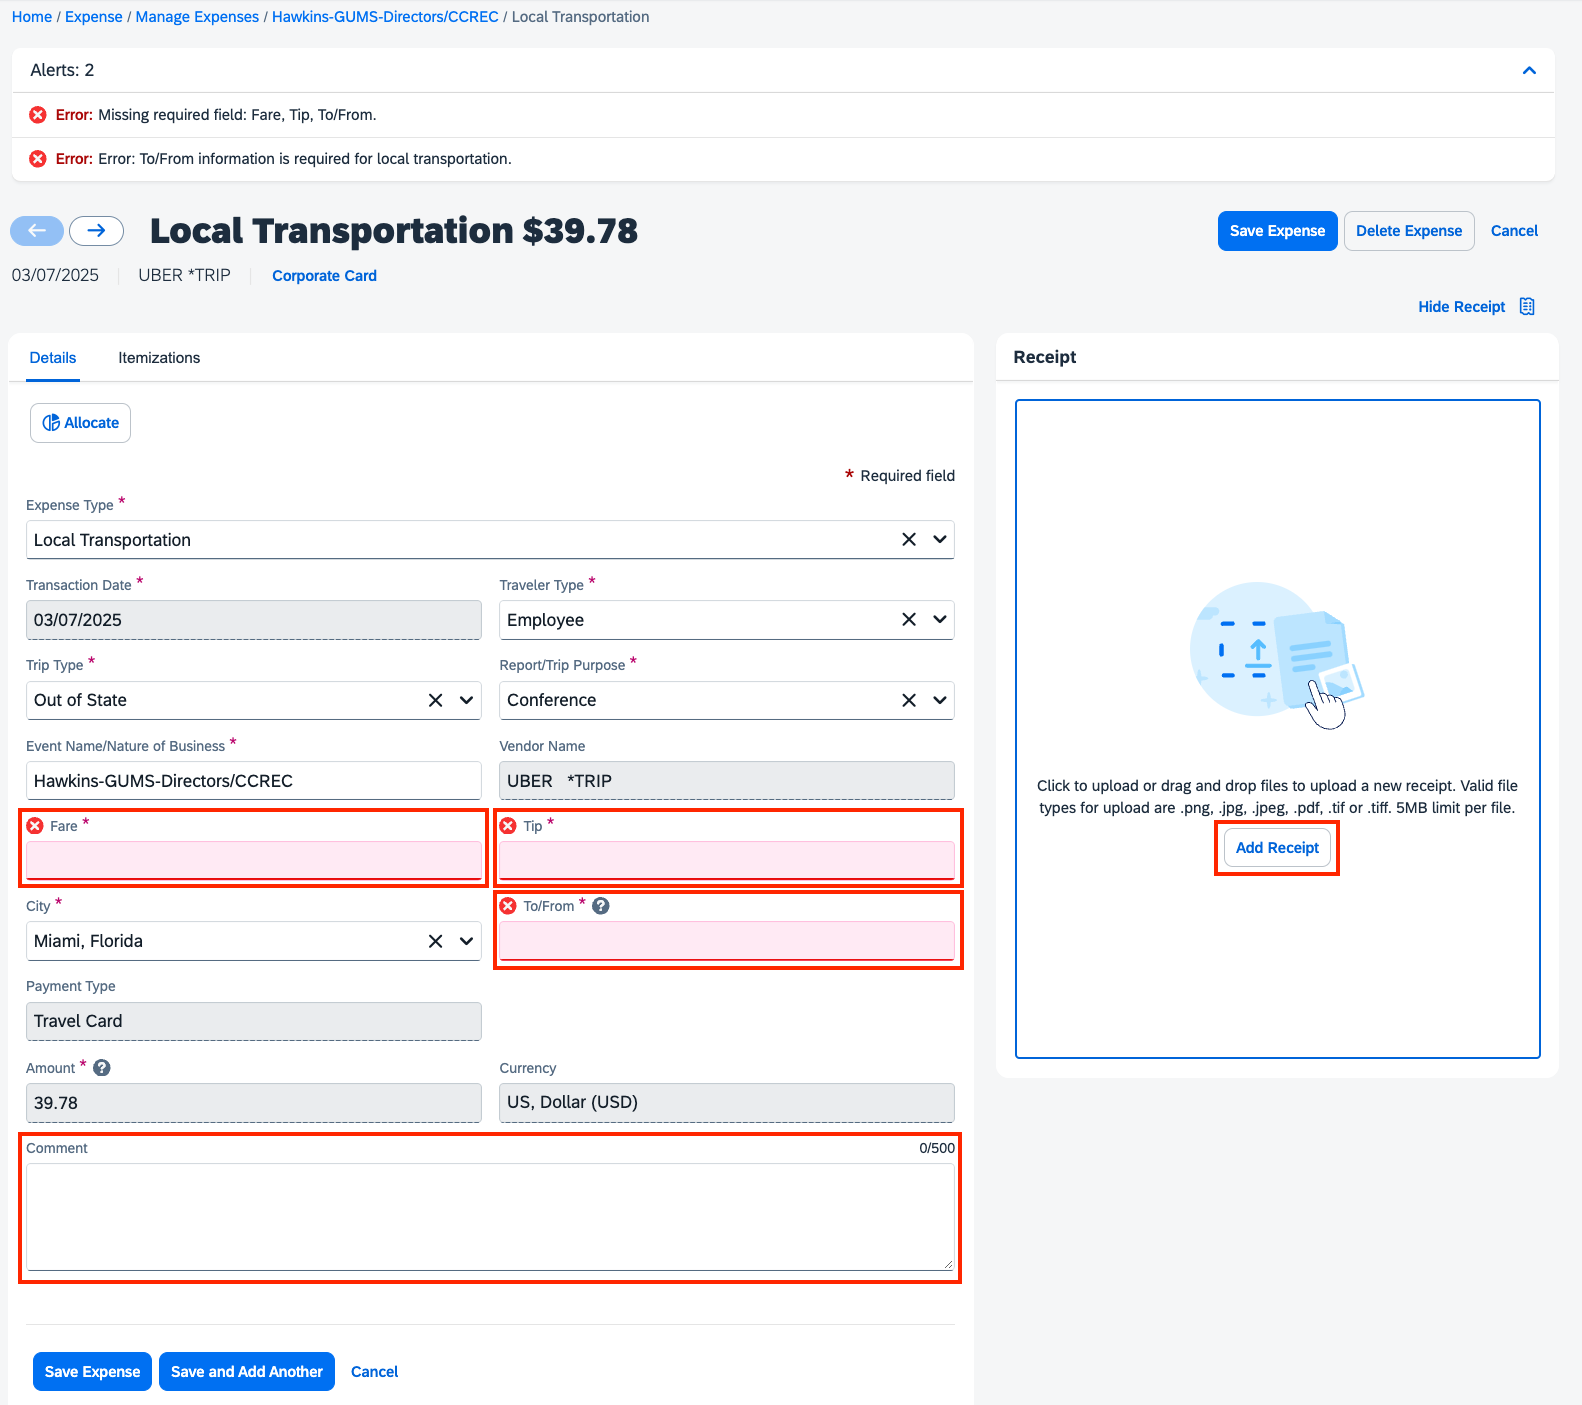 Home / Expense / Manage Expenses / Hawkins-GUMS-Directors/CCREC / Local Transportation
Alerts: 2
Error: Missing required field: Fare, Tip, To/From.
Error: Error: To/From information is required for local transportation.
Local Transportation $39.78
Save Expense
Delete Expense
Cancel
03/07/2025
UBER *TRIP
Corporate Card
Hide Receipt
Details
Itemizations
Allocate
* Required field
Expense Type *
Local Transportation
Transaction Date *
Traveler Type *
03/07/2025
Employee
Trip Type *
Report/Trip Purpose *
Out of State
Conference
Event Name/Nature of Business *
Vendor Name
Hawkins-GUMS-Directors/CCREC
UBER *TRIP
Fare *
Tip *
City *
To/From *
Miami, Florida
Payment Type
Travel Card
Amount *
Currency
39.78
US, Dollar (USD)
Comment
0/500
Save Expense
Save and Add Another
Cancel
Receipt
Click to upload or drag and drop files to upload a new receipt. Valid file
types for upload are .png, .jpg, .jpeg, .pdf, .tif or .tiff. 5MB limit per file.
Add Receipt